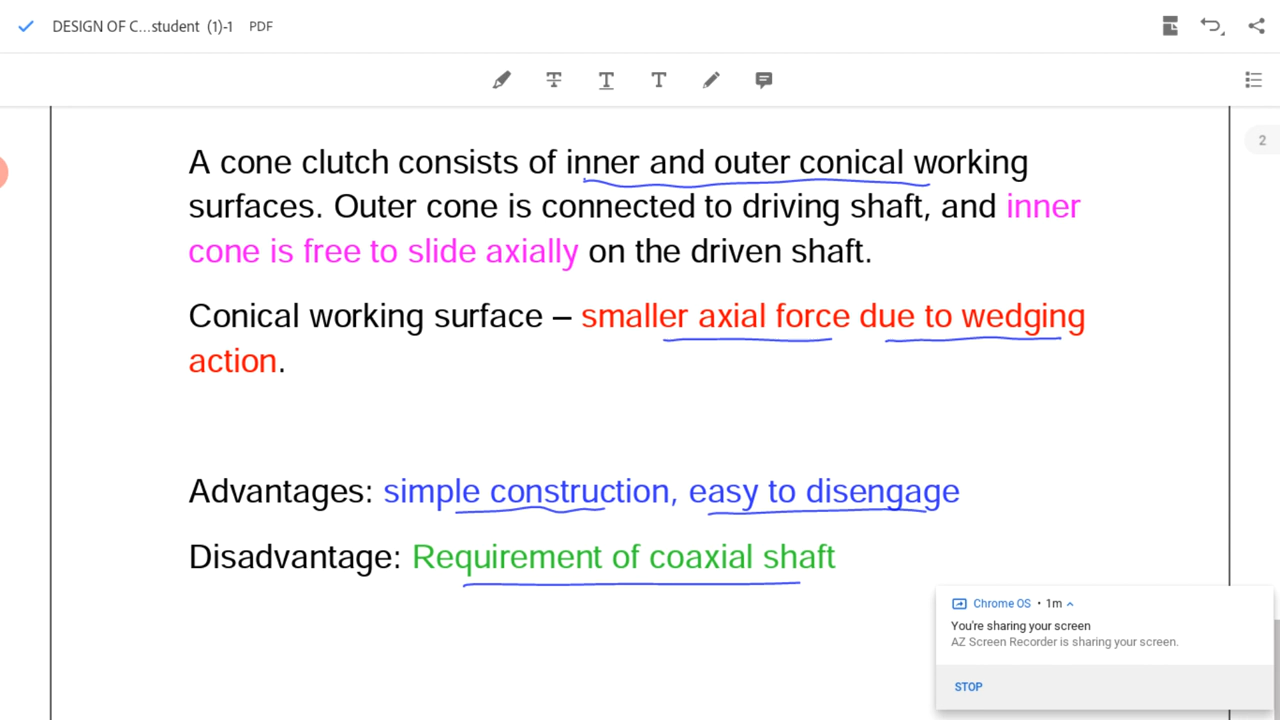 DESIGN OF C...student (1)-1 PDF
2
A cone clutch consists of inner and outer conical working
surfaces. Outer cone is connected to driving shaft, and inner
cone is free to slide axially on the driven shaft.
Conical working surface – smaller axial force due to wedging
action.
Advantages: simple construction, easy to disengage
Disadvantage: Requirement of coaxial shaft
Chrome OS • 1m
You're sharing your screen
AZ Screen Recorder is sharing your screen.
STOP